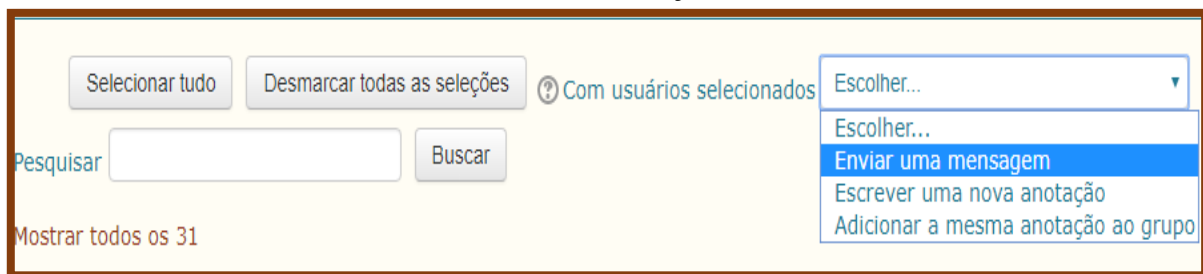 Selecionar tudo Desmarcar todas as seleções Com usuários selecionados Escolher...
Escolher...
Pesquisar Buscar Enviar uma mensagem
Escrever uma nova anotação
Mostrar todos os 31 Adicionar a mesma anotação ao grupo